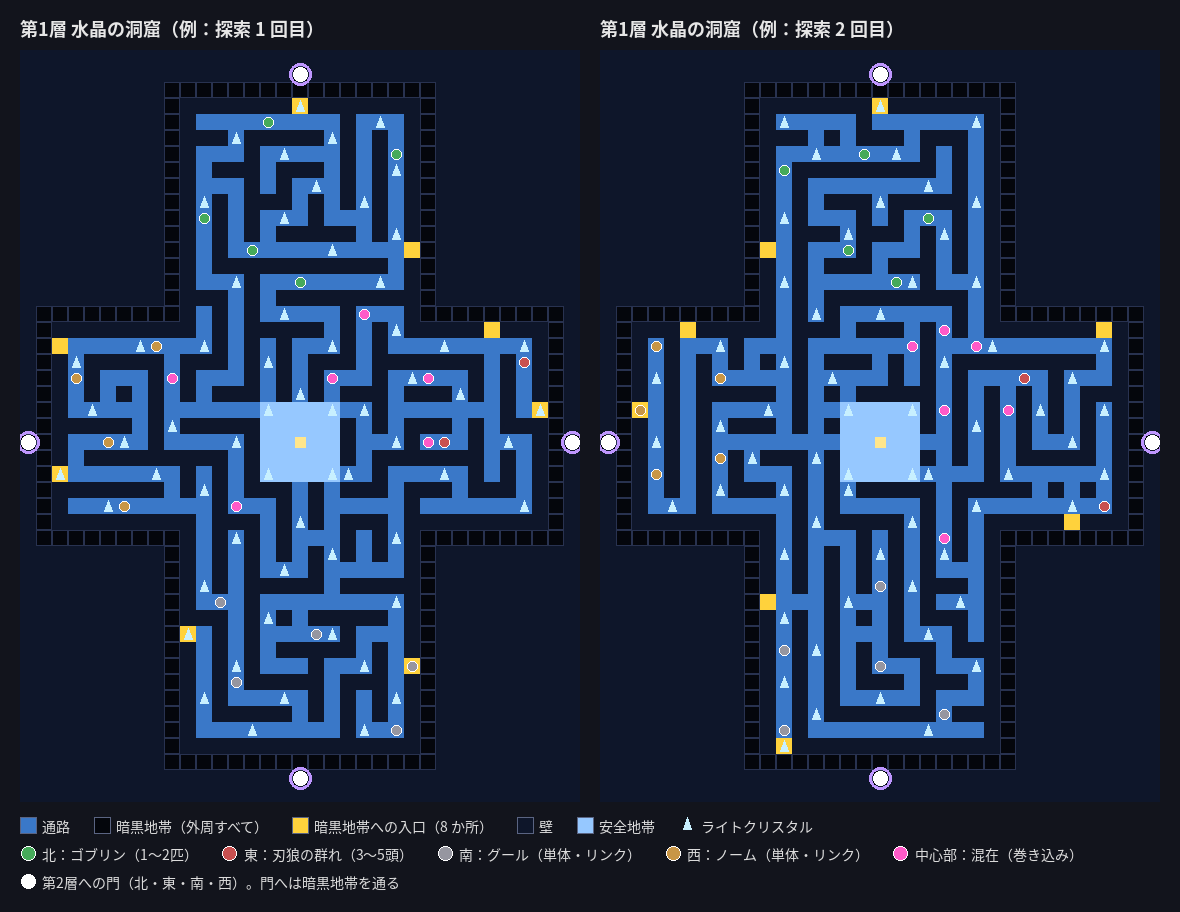 第1層 水晶の洞窟（例：探索 1 回目）
第1層 水晶の洞窟（例：探索 2 回目）
通路 暗黒地帯（外周すべて） 暗黒地帯への入口（8 か所） 壁 安全地帯 ライトクリスタル
北：ゴブリン（1〜2匹） 東：刃狼の群れ（3〜5頭） 南：グール（単体・リンク） 西：ノーム（単体・リンク） 中心部：混在（巻き込み）
第2層への門（北・東・南・西）。門へは暗黒地帯を通る